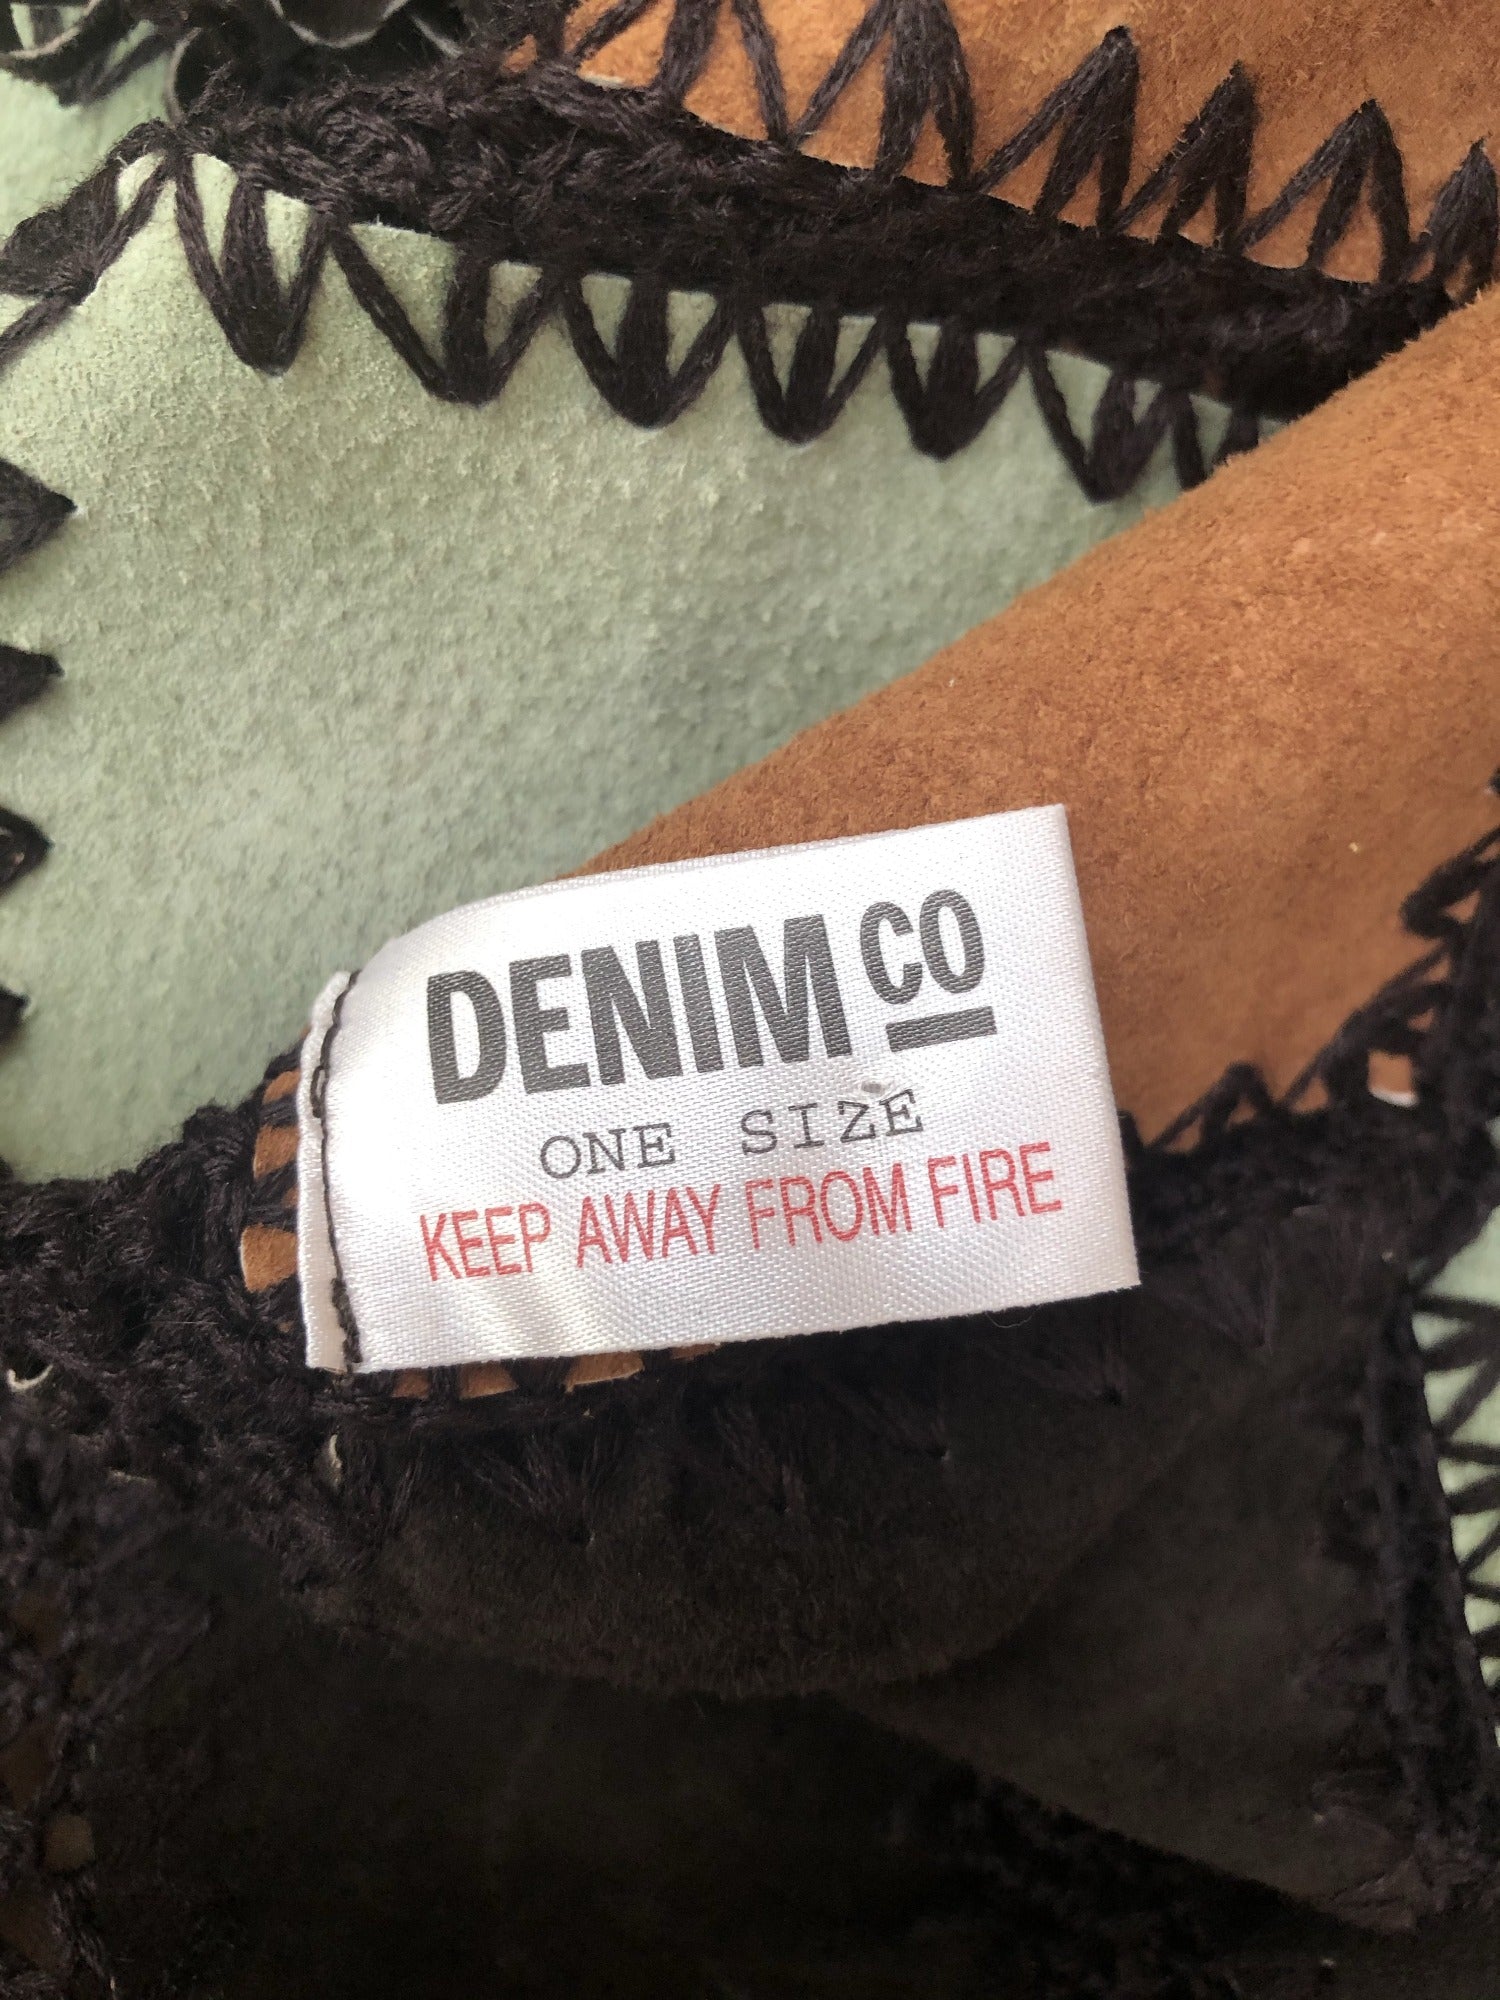 DENIM CO
ONE SIZE
KEEP AWAY FROM FIRE